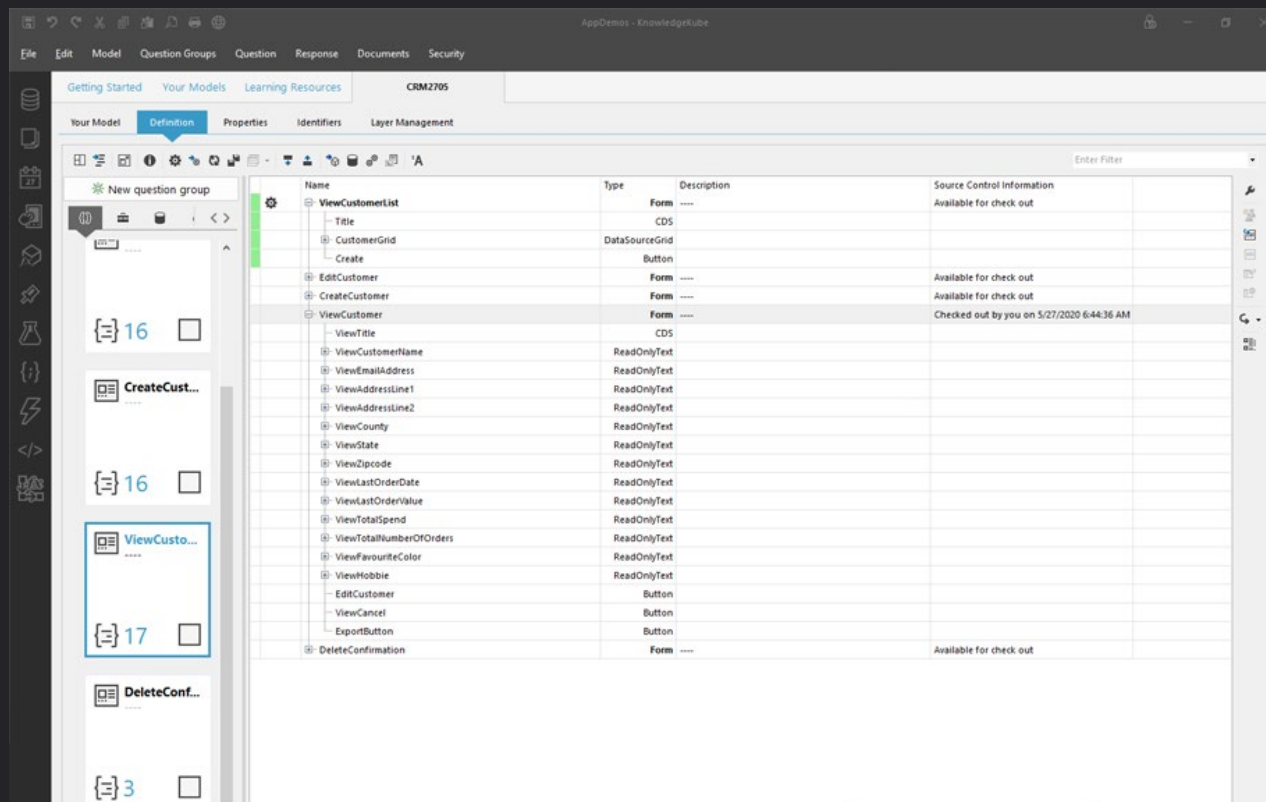 AppDemos - KnowledgeKube
File Edit Model Question Groups Question Response Documents Security
Getting Started Your Models Learning Resources CRM2705
Your Model Definition Properties Identifiers Layer Management
Enter Filter
New question group
16
CreateCust...
----
16
ViewCusto...
----
17
DeleteConf...
----
3
Name Type Description Source Control Information
ViewCustomerList Form ---- Available for check out
Title CDS
CustomerGrid DataSourceGrid
Create Button
EditCustomer Form ---- Available for check out
CreateCustomer Form ---- Available for check out
ViewCustomer Form ---- Checked out by you on 5/27/2020 6:44:36 AM
ViewTitle CDS
ViewCustomerName ReadOnlyText
ViewEmailAddress ReadOnlyText
ViewAddressLine1 ReadOnlyText
ViewAddressLine2 ReadOnlyText
ViewCounty ReadOnlyText
ViewState ReadOnlyText
ViewZipcode ReadOnlyText
ViewLastOrderDate ReadOnlyText
ViewLastOrderValue ReadOnlyText
ViewTotalSpend ReadOnlyText
ViewTotalNumberOfOrders ReadOnlyText
ViewFavouriteColor ReadOnlyText
ViewHobbie ReadOnlyText
EditCustomer Button
ViewCancel Button
ExportButton Button
DeleteConfirmation Form ---- Available for check out